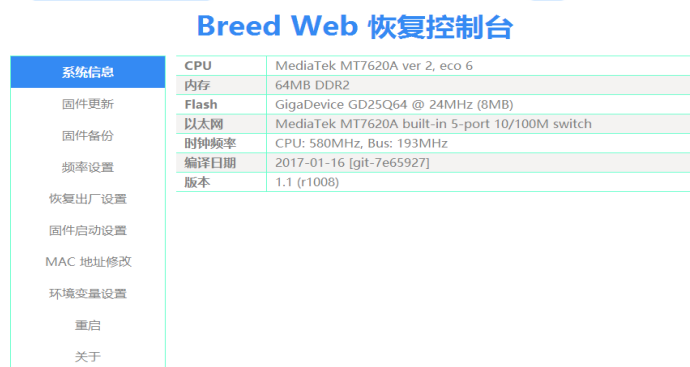 Breed Web 恢复控制台
系统信息
固件更新
固件备份
频率设置
恢复出厂设置
固件启动设置
MAC 地址修改
环境变量设置
重启
关于
CPU MediaTek MT7620A ver 2, eco 6
内存 64MB DDR2
Flash GigaDevice GD25Q64 @ 24MHz (8MB)
以太网 MediaTek MT7620A built-in 5-port 10/100M switch
时钟频率 CPU: 580MHz, Bus: 193MHz
编译日期 2017-01-16 [git-7e65927]
版本 1.1 (r1008)